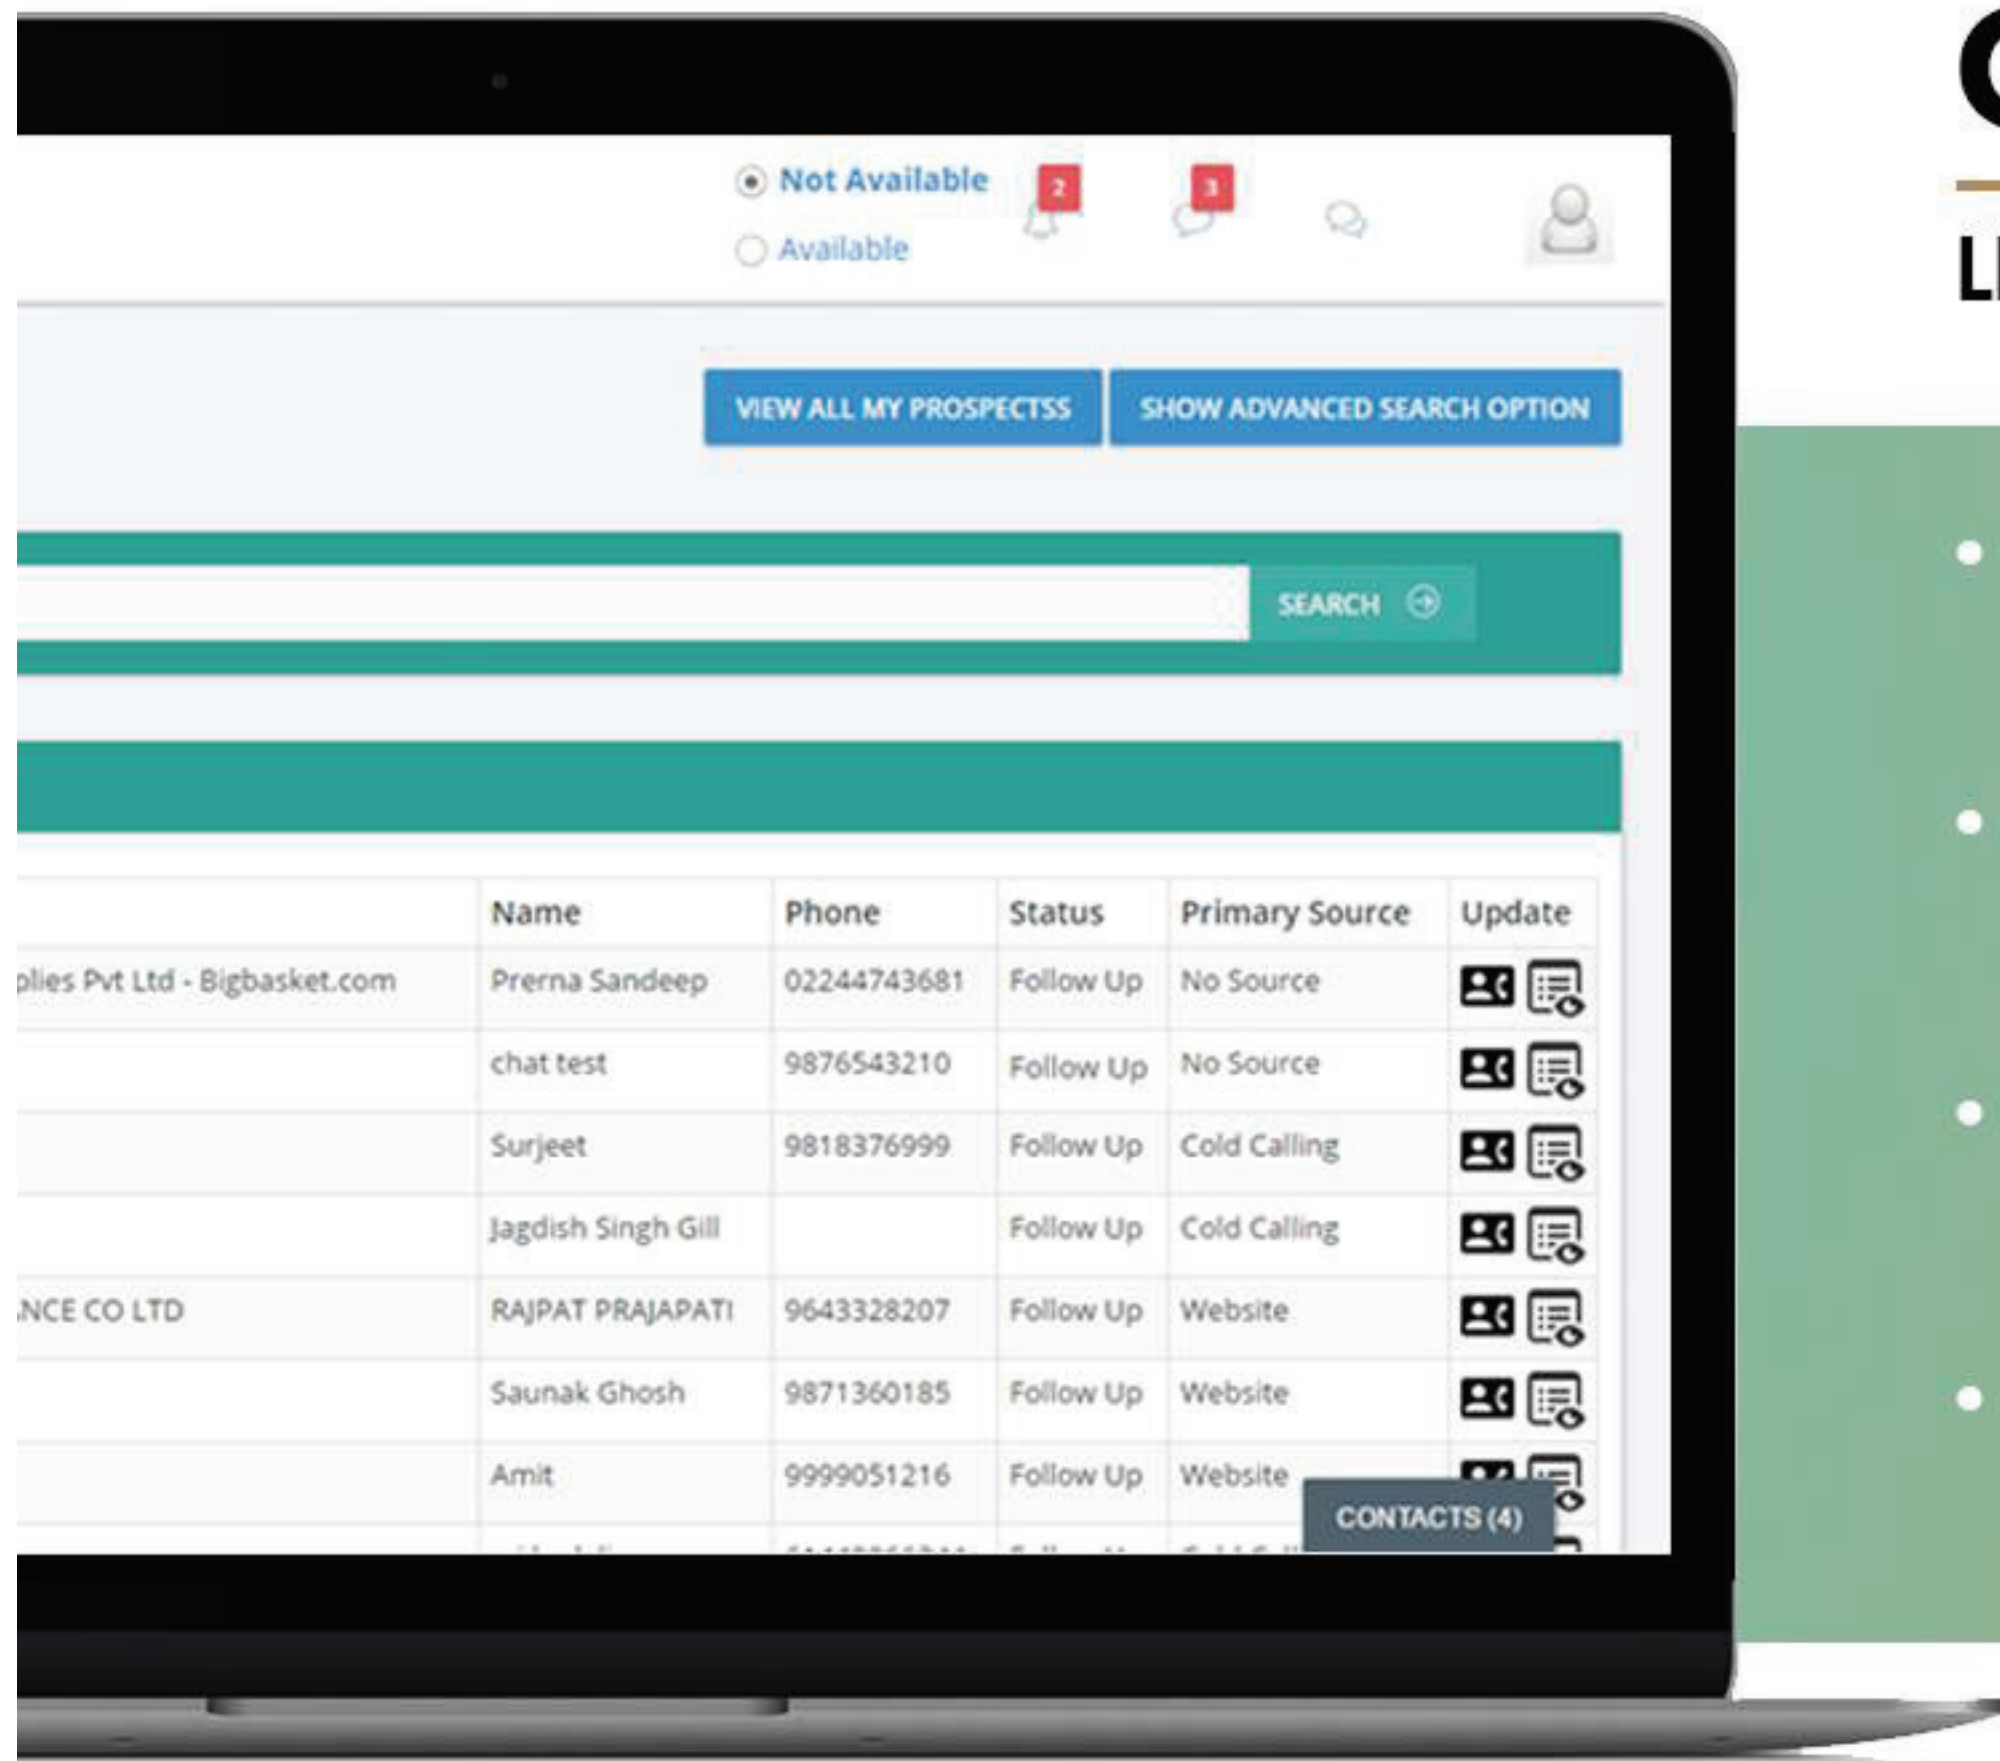 Not Available
2
3
Available
VIEW ALL MY PROSPECTSS
SHOW ADVANCED SEARCH OPTION
SEARCH
Name Phone Status Primary Source Update
Pvt Ltd - Bigbasket.com Prerna Sandeep 02244743681 Follow Up No Source
chat test 9876543210 Follow Up No Source
Surjeet 9818376999 Follow Up Cold Calling
Jagdish Singh Gill Follow Up Cold Calling
CO LTD RAJPAT PRAJAPATI 9643328207 Follow Up Website
Saunak Ghosh 9871360185 Follow Up Website
Amit 9999051216 Follow Up Website
CONTACTS (4)